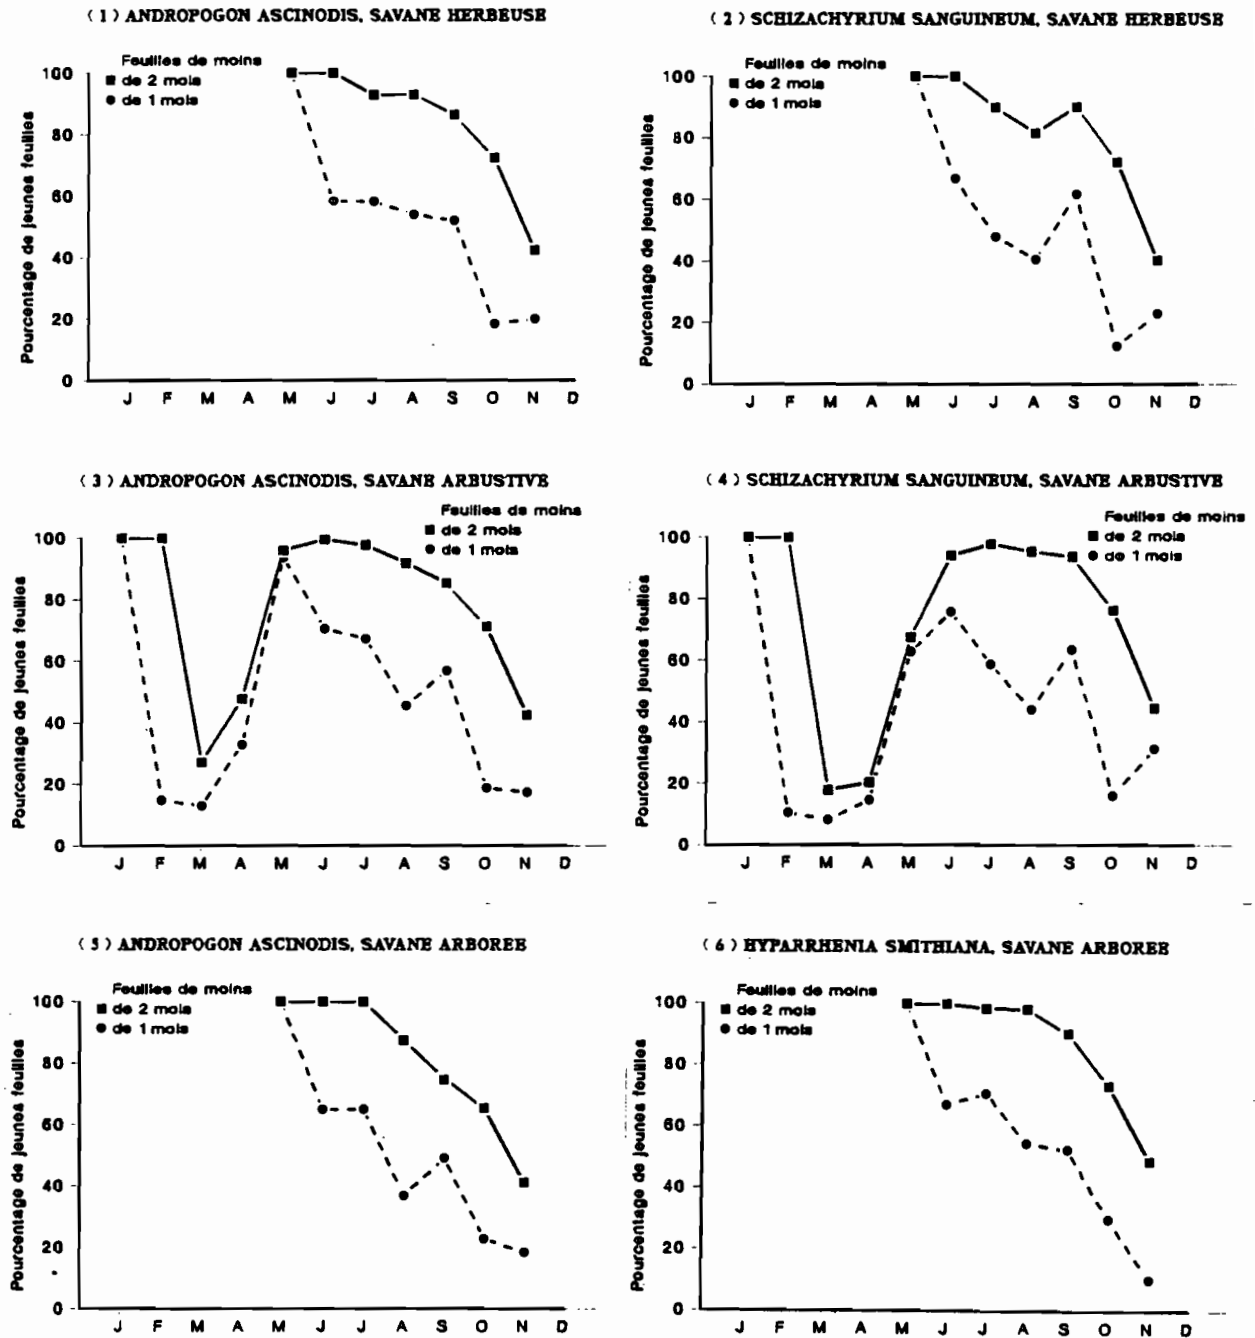 ( 1 ) ANDROPOGON ASCINODIS, SAVANE HERBEUSE
Feuilles de moins
de 2 mois
de 1 mois
Pourcentage de jeunes feuilles
100
80
60
40
20
0
J F M A M J J A S O N D
( 2 ) SCHIZACHYRIUM SANGUINEUM, SAVANE HERBEUSE
Feuilles de moins
de 2 mois
de 1 mois
Pourcentage de jeunes feuilles
100
80
60
40
20
0
J F M A M J J A S O N D
( 3 ) ANDROPOGON ASCINODIS, SAVANE ARBUSTIVE
Feuilles de moins
de 2 mois
de 1 mois
Pourcentage de jeunes feuilles
100
80
60
40
20
0
J F M A M J J A S O N D
( 4 ) SCHIZACHYRIUM SANGUINEUM, SAVANE ARBUSTIVE
Feuilles de moins
de 2 mois
de 1 mois
Pourcentage de jeunes feuilles
100
80
60
40
20
0
J F M A M J J A S O N D
( 5 ) ANDROPOGON ASCINODIS, SAVANE ARBOREE
Feuilles de moins
de 2 mois
de 1 mois
Pourcentage de jeunes feuilles
100
80
60
40
20
0
J F M A M J J A S O N D
( 6 ) HYPARRHENIA SMITHIANA, SAVANE ARBOREE
Feuilles de moins
de 2 mois
de 1 mois
Pourcentage de jeunes feuilles
100
80
60
40
20
0
J F M A M J J A S O N D